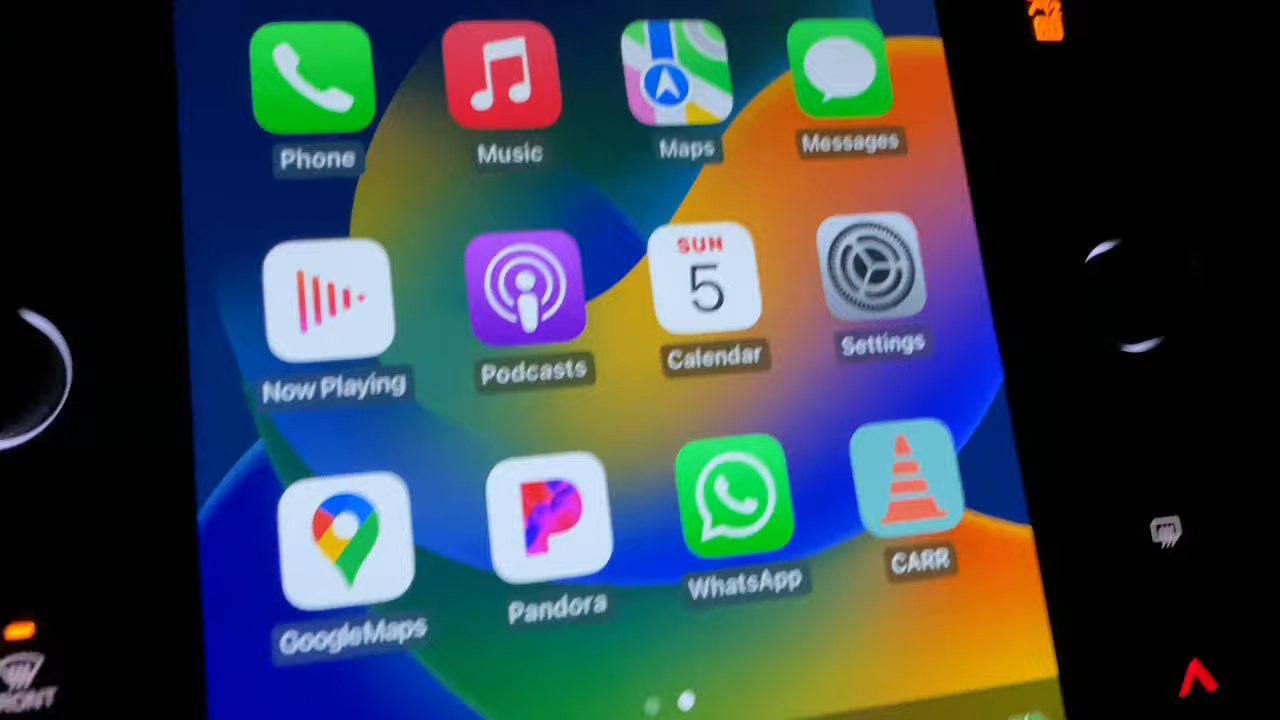 Phone
Music
Maps
Messages
SUN
5
Now Playing
Podcasts
Calendar
Settings
GoogleMaps
Pandora
WhatsApp
CARR